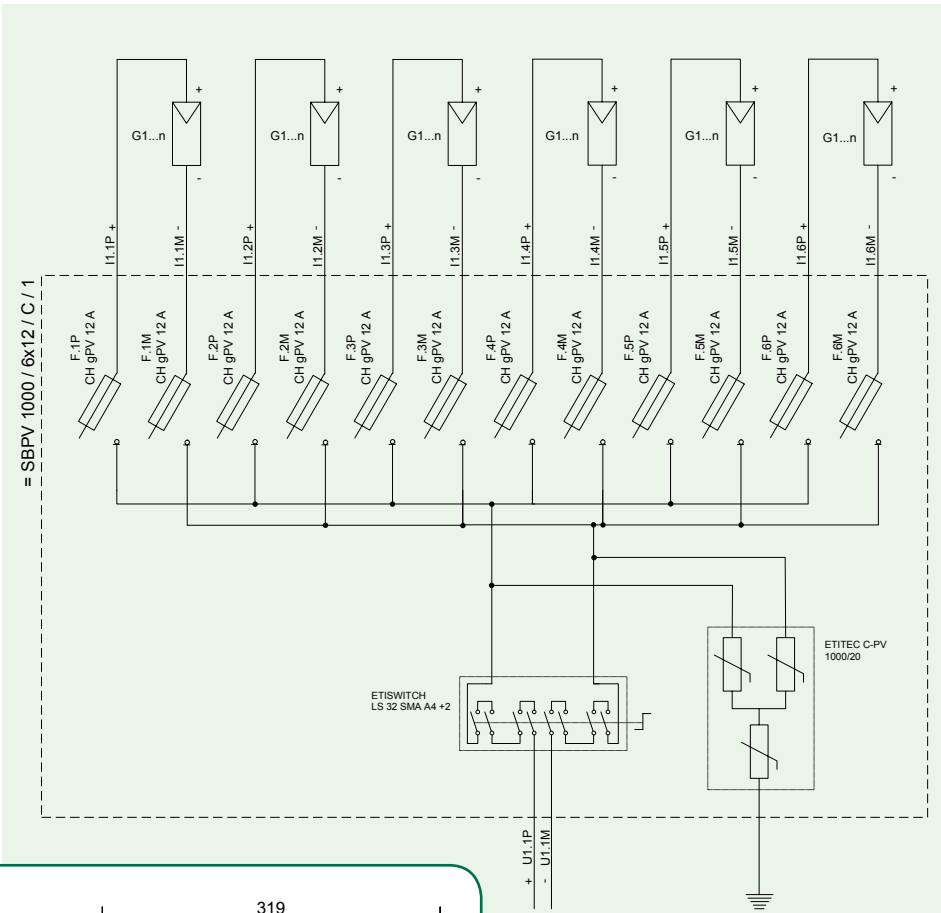 + + + + + +
G1...n G1...n G1...n G1...n G1...n G1...n
- - - - - -
I1.1P +
I1.1M -
I1.2P +
I1.2M -
I1.3P +
I1.3M -
I1.4P +
I1.4M -
I1.5P +
I1.5M -
I1.6P +
I1.6M -
= SBPV 1000 / 6x12 / C / 1
F.1P
CH gPV 12 A
F.1M
CH gPV 12 A
F.2P
CH gPV 12 A
F.2M
CH gPV 12 A
F.3P
CH gPV 12 A
F.3M
CH gPV 12 A
F.4P
CH gPV 12 A
F.4M
CH gPV 12 A
F.5P
CH gPV 12 A
F.5M
CH gPV 12 A
F.6P
CH gPV 12 A
F.6M
CH gPV 12 A
ETITEC C-PV
1000/20
ETISWITCH
LS 32 SMA A4 +2
+ U1.1P
- U1.1M
319